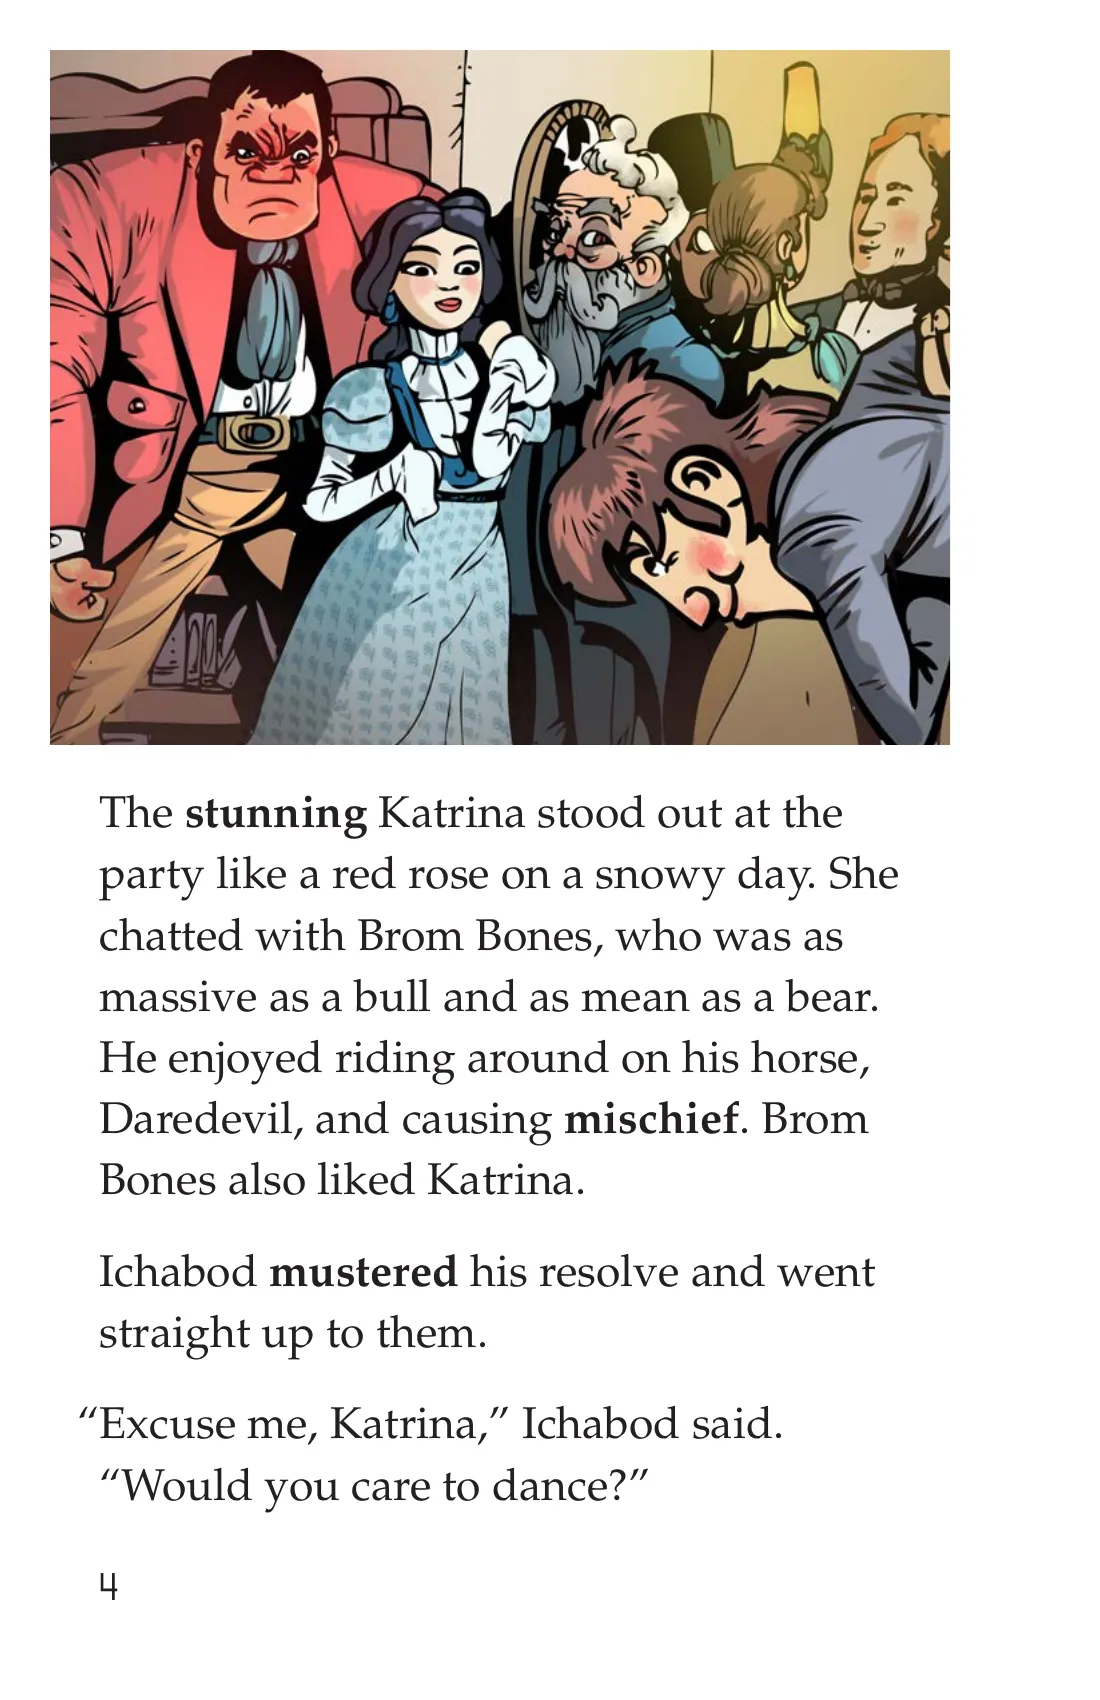 The stunning Katrina stood out at the
party like a red rose on a snowy day. She
chatted with Brom Bones, who was as
massive as a bull and as mean as a bear.
He enjoyed riding around on his horse,
Daredevil, and causing mischief. Brom
Bones also liked Katrina.
Ichabod mustered his resolve and went
straight up to them.
“Excuse me, Katrina,” Ichabod said.
“Would you care to dance?”
4